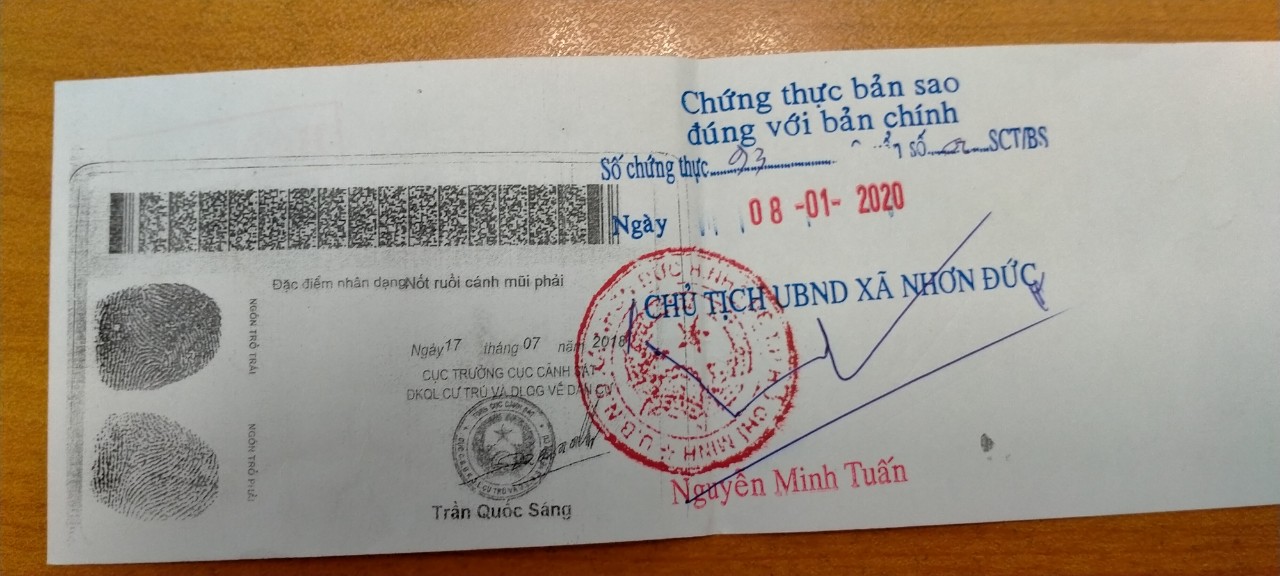 Chứng thực bản sao
đúng với bản chính
Số chứng thực 93 số SCT/BS
Ngày 08 -01- 2020
CHỦ TỊCH UBND XÃ NHƠN ĐỨC
Nguyễn Minh Tuấn
Đặc điểm nhân dạng Nốt ruồi cánh mũi phải
NGÓN TRỎ TRÁI
Ngày 17 tháng 07 năm 2018
CỤC TRƯỞNG CỤC CẢNH SÁT
ĐKQL CƯ TRÚ VÀ DLQG VỀ DÂN CƯ
NGÓN TRỎ PHẢI
Trần Quốc Sáng